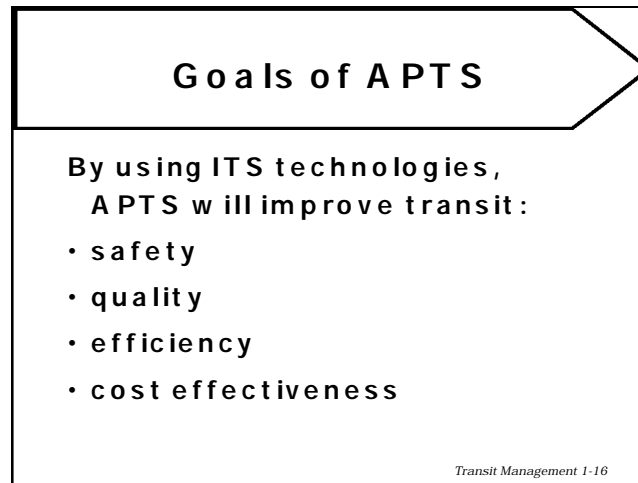 Goals of APTS
By using ITS technologies,
APTS will improve transit:
• safety
• quality
• efficiency
• cost effectiveness
Transit Management 1-16